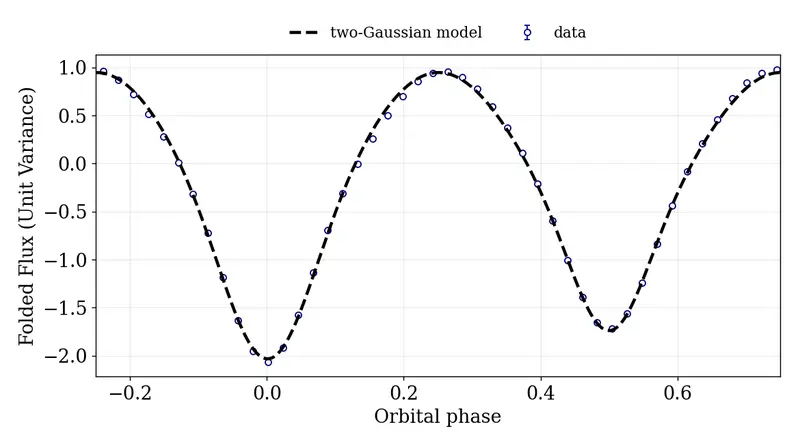 two-Gaussian model
data
Folded Flux (Unit Variance)
1.0
0.5
0.0
−0.5
−1.0
−1.5
−2.0
−0.2 0.0 0.2 0.4 0.6
Orbital phase